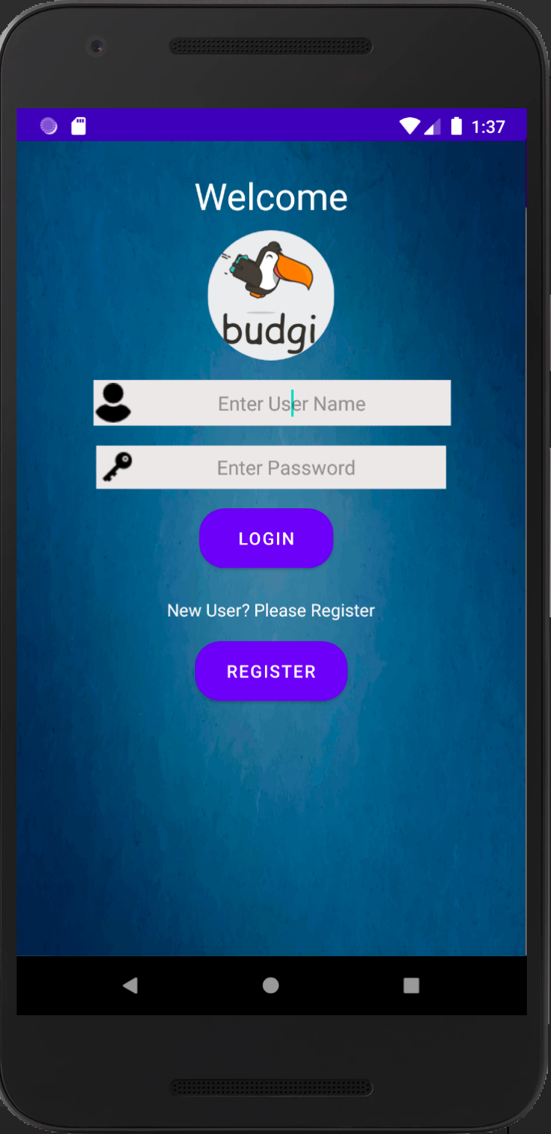 1:37
Welcome
budgi
Enter User Name
Enter Password
LOGIN
New User? Please Register
REGISTER